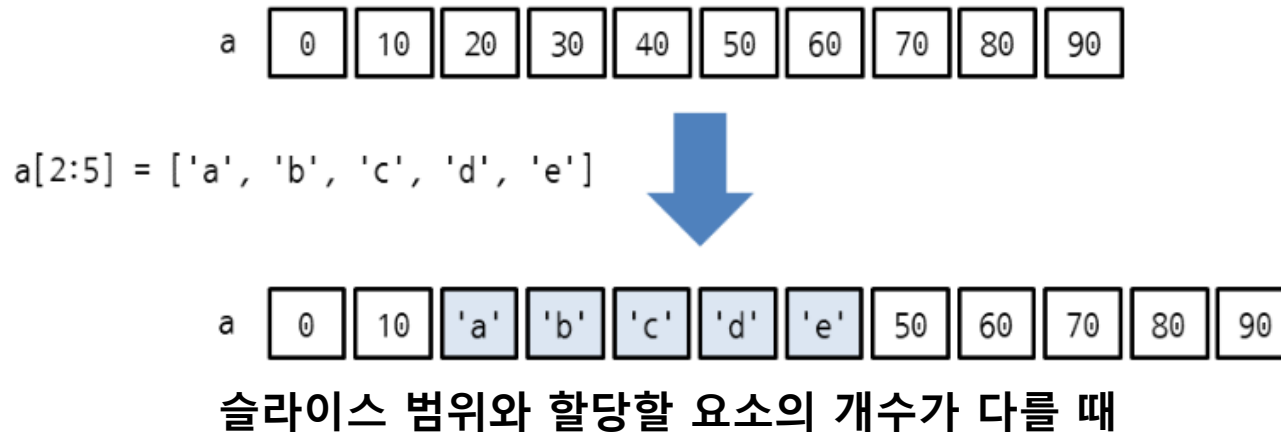 a 0 10 20 30 40 50 60 70 80 90
a[2:5] = ['a', 'b', 'c', 'd', 'e']
a 0 10 'a' 'b' 'c' 'd' 'e' 50 60 70 80 90
슬라이스 범위와 할당할 요소의 개수가 다를 때